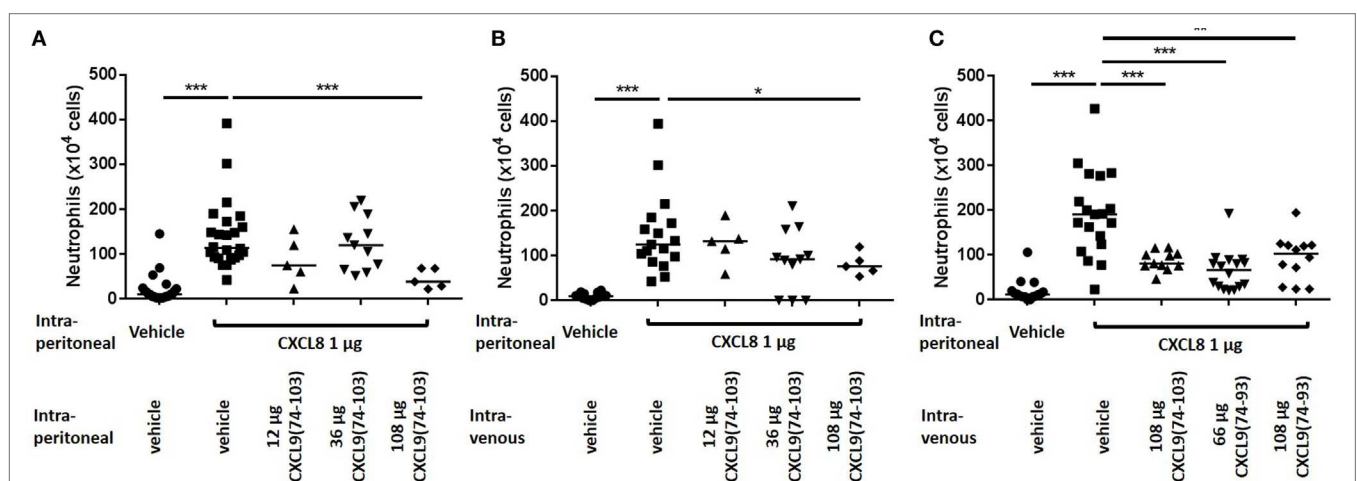 A
B
C
Neutrophils (x10⁴ cells)
500
400
300
200
100
0
***
***
Intra-
peritoneal
Vehicle
CXCL8 1 µg
Intra-
peritoneal
vehicle
vehicle
12 µg
CXCL9(74-103)
36 µg
CXCL9(74-103)
108 µg
CXCL9(74-103)
Neutrophils (x10⁴ cells)
500
400
300
200
100
0
***
*
Intra-
peritoneal
Vehicle
CXCL8 1 µg
Intra-
venous
vehicle
vehicle
12 µg
CXCL9(74-103)
36 µg
CXCL9(74-103)
108 µg
CXCL9(74-103)
Neutrophils (x10⁴ cells)
500
400
300
200
100
0
**
***
***
***
Intra-
peritoneal
Vehicle
CXCL8 1 µg
Intra-
venous
vehicle
vehicle
108 µg
CXCL9(74-103)
66 µg
CXCL9(74-93)
108 µg
CXCL9(74-93)